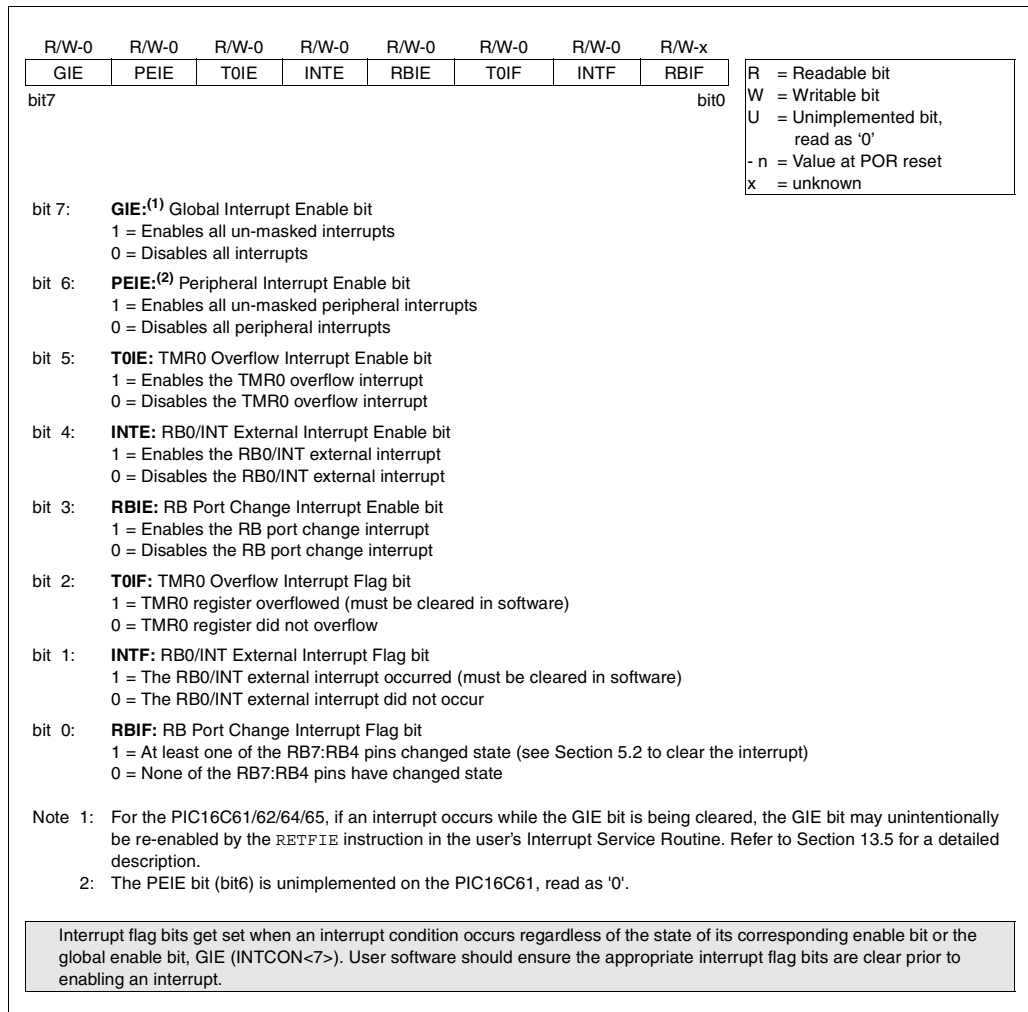 R/W-0 R/W-0 R/W-0 R/W-0 R/W-0 R/W-0 R/W-0 R/W-x
GIE PEIE T0IE INTE RBIE T0IF INTF RBIF
bit7 bit0
R = Readable bit
W = Writable bit
U = Unimplemented bit,
read as ‘0’
- n = Value at POR reset
x = unknown
bit 7: GIE:(1) Global Interrupt Enable bit
1 = Enables all un-masked interrupts
0 = Disables all interrupts
bit 6: PEIE:(2) Peripheral Interrupt Enable bit
1 = Enables all un-masked peripheral interrupts
0 = Disables all peripheral interrupts
bit 5: T0IE: TMR0 Overflow Interrupt Enable bit
1 = Enables the TMR0 overflow interrupt
0 = Disables the TMR0 overflow interrupt
bit 4: INTE: RB0/INT External Interrupt Enable bit
1 = Enables the RB0/INT external interrupt
0 = Disables the RB0/INT external interrupt
bit 3: RBIE: RB Port Change Interrupt Enable bit
1 = Enables the RB port change interrupt
0 = Disables the RB port change interrupt
bit 2: T0IF: TMR0 Overflow Interrupt Flag bit
1 = TMR0 register overflowed (must be cleared in software)
0 = TMR0 register did not overflow
bit 1: INTF: RB0/INT External Interrupt Flag bit
1 = The RB0/INT external interrupt occurred (must be cleared in software)
0 = The RB0/INT external interrupt did not occur
bit 0: RBIF: RB Port Change Interrupt Flag bit
1 = At least one of the RB7:RB4 pins changed state (see Section 5.2 to clear the interrupt)
0 = None of the RB7:RB4 pins have changed state
Note 1: For the PIC16C61/62/64/65, if an interrupt occurs while the GIE bit is being cleared, the GIE bit may unintentionally
be re-enabled by the RETFIE instruction in the user's Interrupt Service Routine. Refer to Section 13.5 for a detailed
description.
2: The PEIE bit (bit6) is unimplemented on the PIC16C61, read as '0'.
Interrupt flag bits get set when an interrupt condition occurs regardless of the state of its corresponding enable bit or the
global enable bit, GIE (INTCON<7>). User software should ensure the appropriate interrupt flag bits are clear prior to
enabling an interrupt.